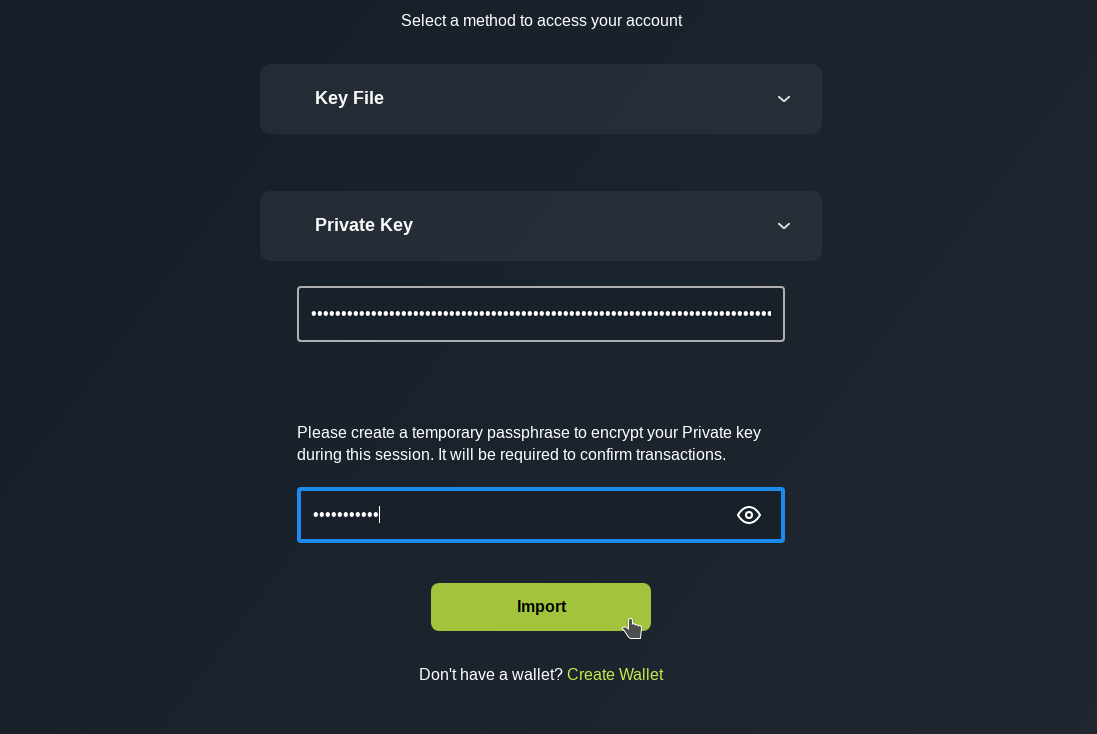 Select a method to access your account
Key File
Private Key
Please create a temporary passphrase to encrypt your Private key
during this session. It will be required to confirm transactions.
Import
Don't have a wallet? Create Wallet